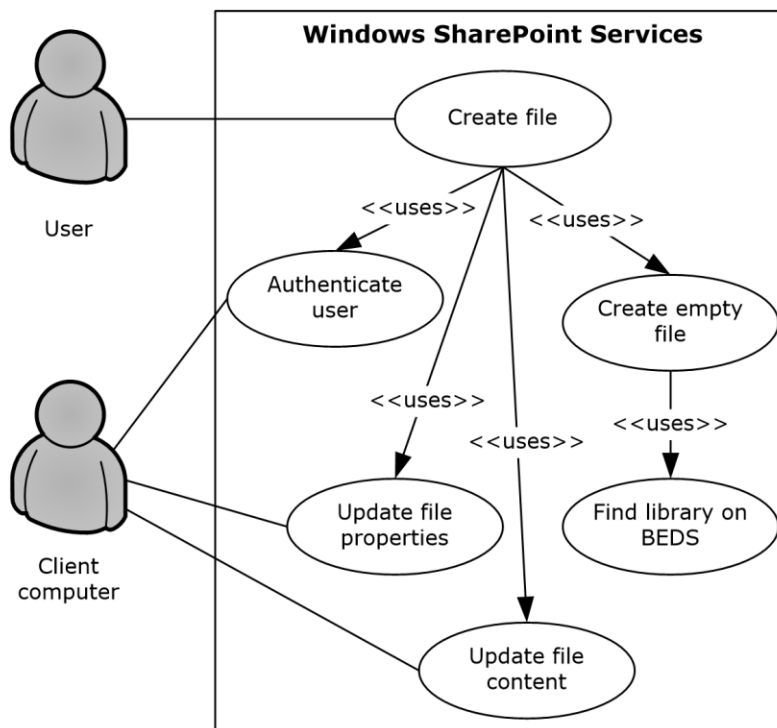 Windows SharePoint Services
Create file
User
<<uses>>
<<uses>>
Authenticate
user
Create empty
file
<<uses>>
<<uses>>
<<uses>>
Update file
properties
Find library on
BEDS
Client
computer
Update file
content